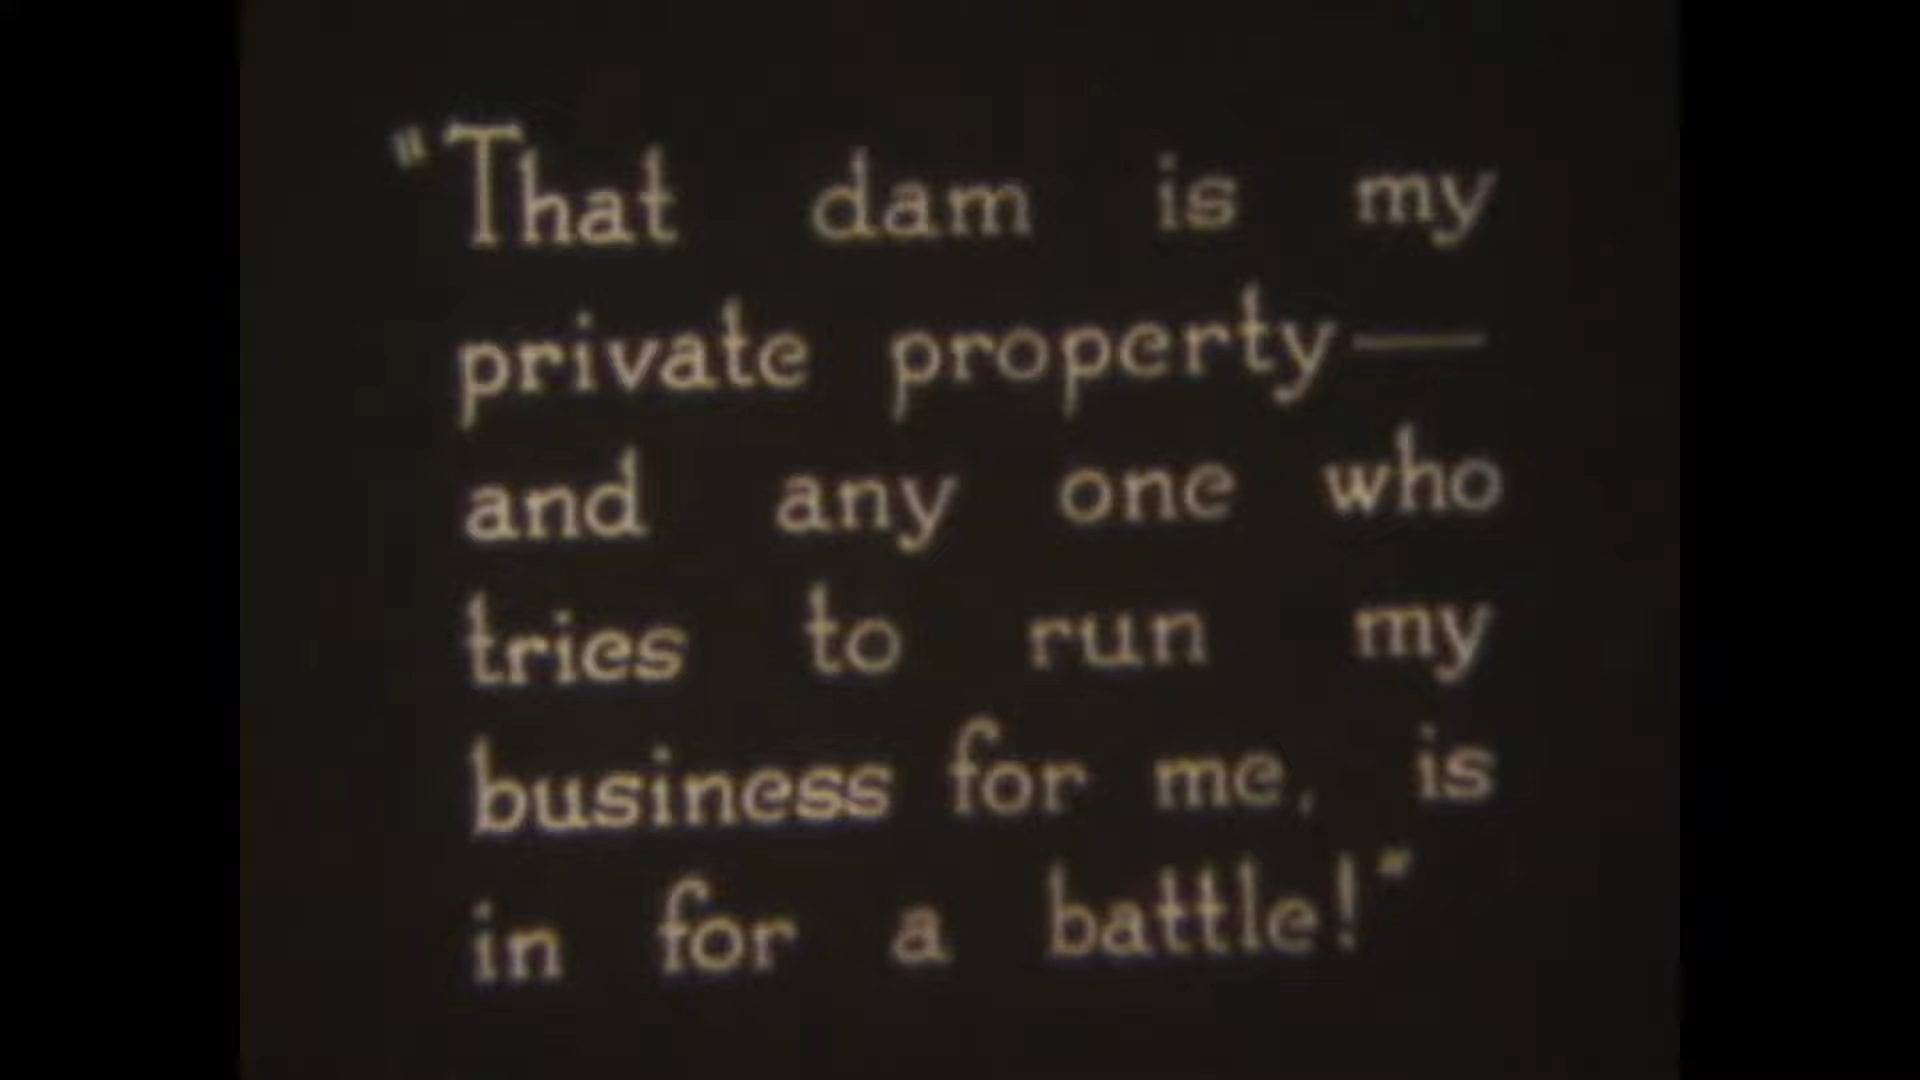 "That dam is my
private property—
and any one who
tries to run my
business for me, is
in for a battle!"